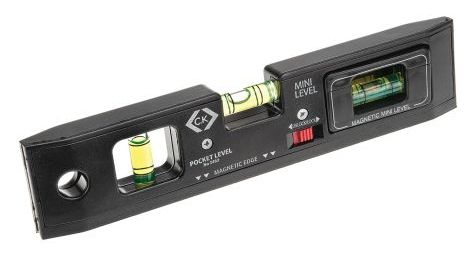 CK
MINI
LEVEL
POCKET LEVEL
MAGNETIC EDGE
MAGNETIC MINI LEVEL